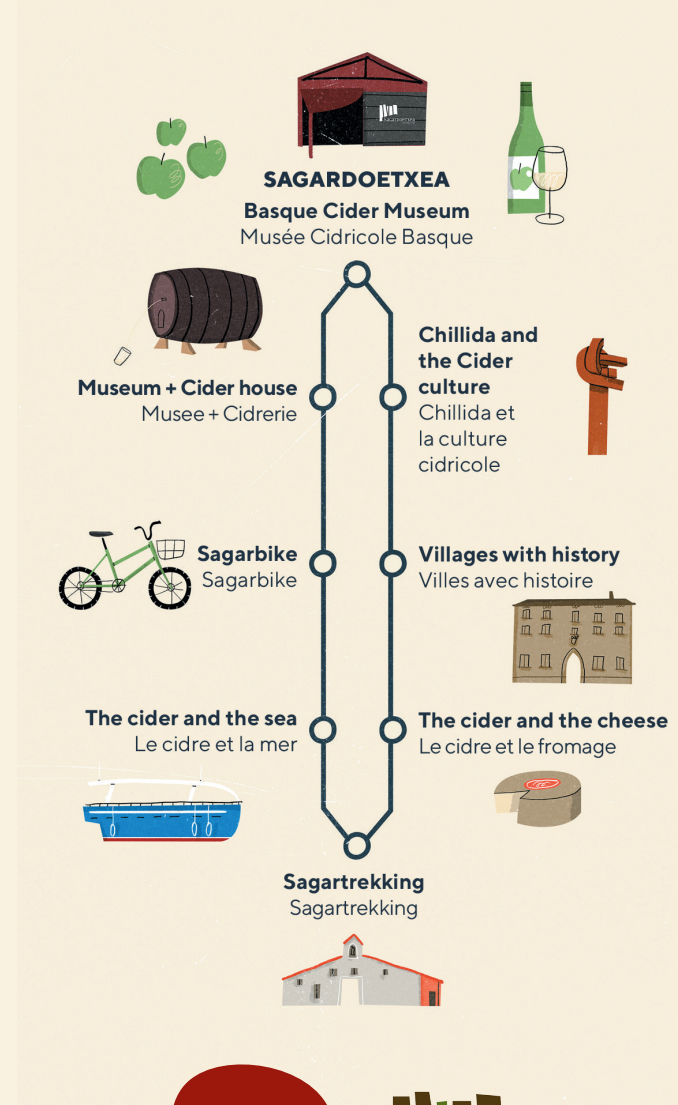 SAGARDOETXEA
SAGARDOETXEA
Basque Cider Museum
Musée Cidricole Basque
Chillida and
the Cider
culture
Chillida et
la culture
cidricole
Museum + Cider house
Musee + Cidrerie
Sagarbike
Sagarbike
Villages with history
Villes avec histoire
The cider and the sea
Le cidre et la mer
The cider and the cheese
Le cidre et le fromage
Sagartrekking
Sagartrekking